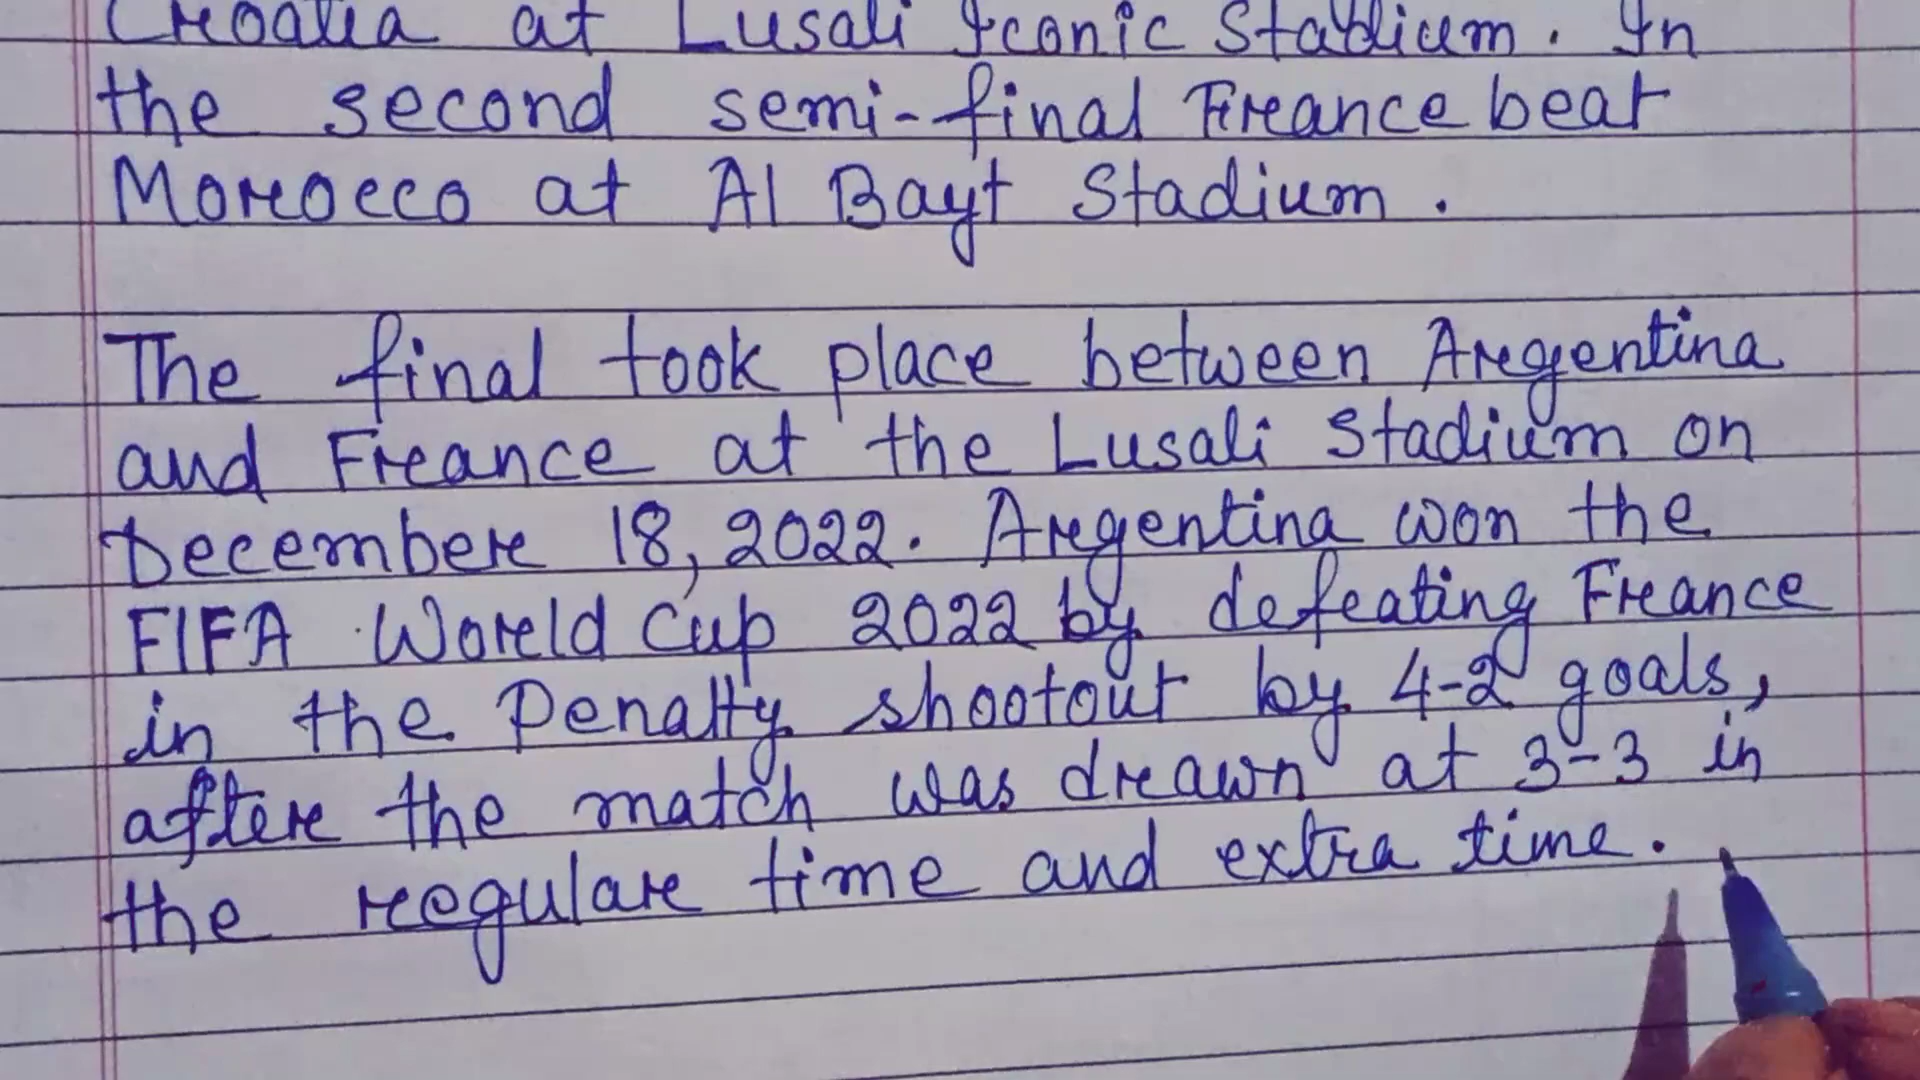 Croatia at Lusali Iconic Stadium. In
the second semi-final France beat
Morocco at Al Bayt Stadium.
The final took place between Argentina
and France at the Lusali Stadium on
December 18, 2022. Argentina won the
FIFA World Cup 2022 by defeating France
in the Penalty shootout by 4-2 goals,
after the match was drawn at 3-3 in
the regular time and extra time.